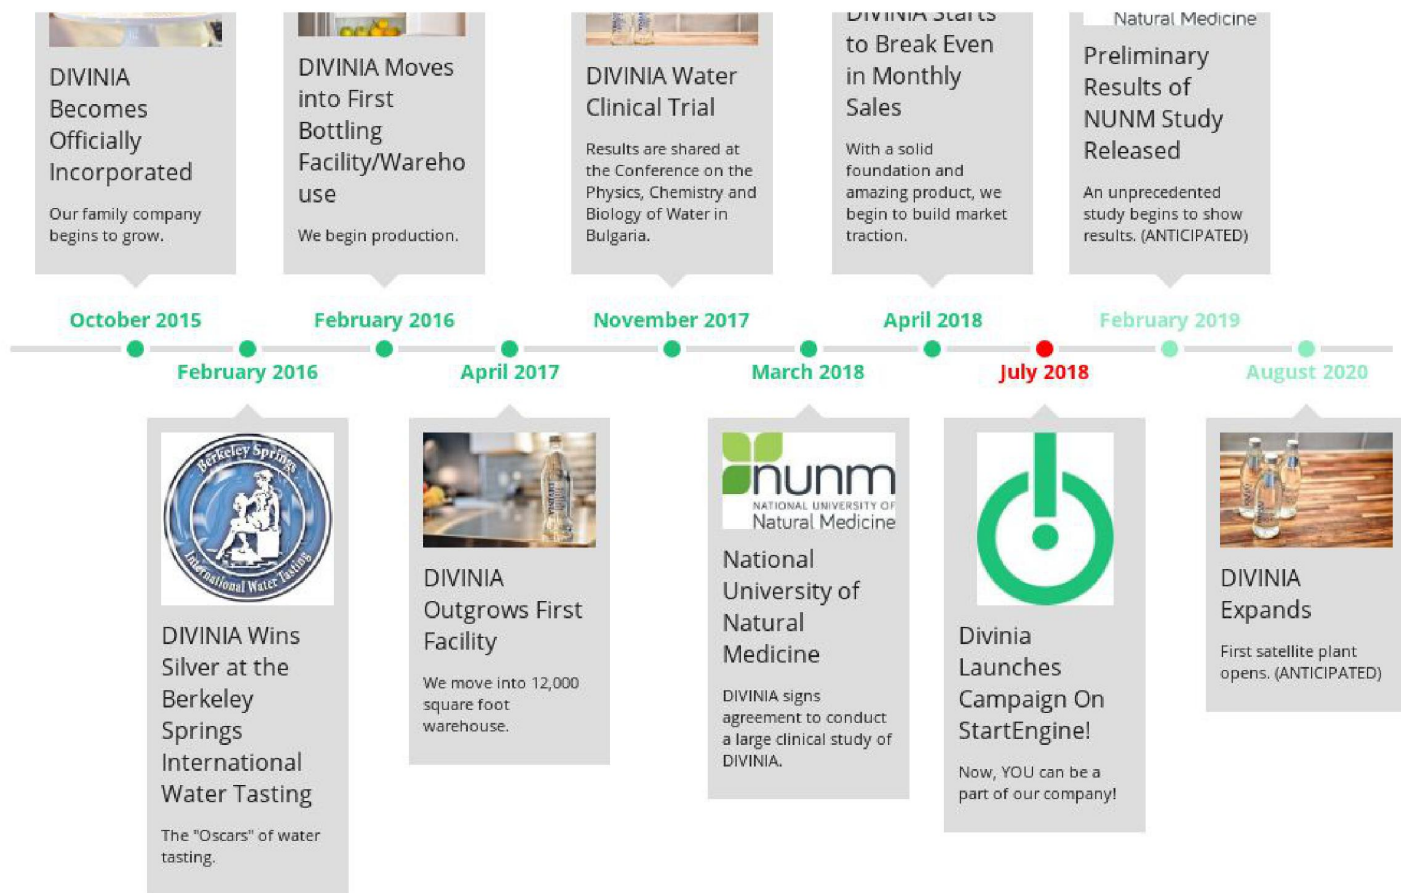 DIVINIA
Becomes
Officially
Incorporated
Our family company
begins to grow.
DIVINIA Moves
into First
Bottling
Facility/Wareho
use
We begin production.
DIVINIA Water
Clinical Trial
Results are shared at
the Conference on the
Physics, Chemistry and
Biology of Water in
Bulgaria.
DIVINIA Starts
to Break Even
in Monthly
Sales
With a solid
foundation and
amazing product, we
begin to build market
traction.
Natural Medicine
Preliminary
Results of
NUNM Study
Released
An unprecedented
study begins to show
results. (ANTICIPATED)
October 2015
February 2016
November 2017
April 2018
February 2019
February 2016
April 2017
March 2018
July 2018
August 2020
Berkeley Springs
International Water Tasting
DIVINIA Wins
Silver at the
Berkeley
Springs
International
Water Tasting
The "Oscars" of water
tasting.
DIVINIA
Outgrows First
Facility
We move into 12,000
square foot
warehouse.
nunm
NATIONAL UNIVERSITY OF
Natural Medicine
National
University of
Natural
Medicine
DIVINIA signs
agreement to conduct
a large clinical study of
DIVINIA.
Divinia
Launches
Campaign On
StartEngine!
Now, YOU can be a
part of our company!
DIVINIA
Expands
First satellite plant
opens. (ANTICIPATED)